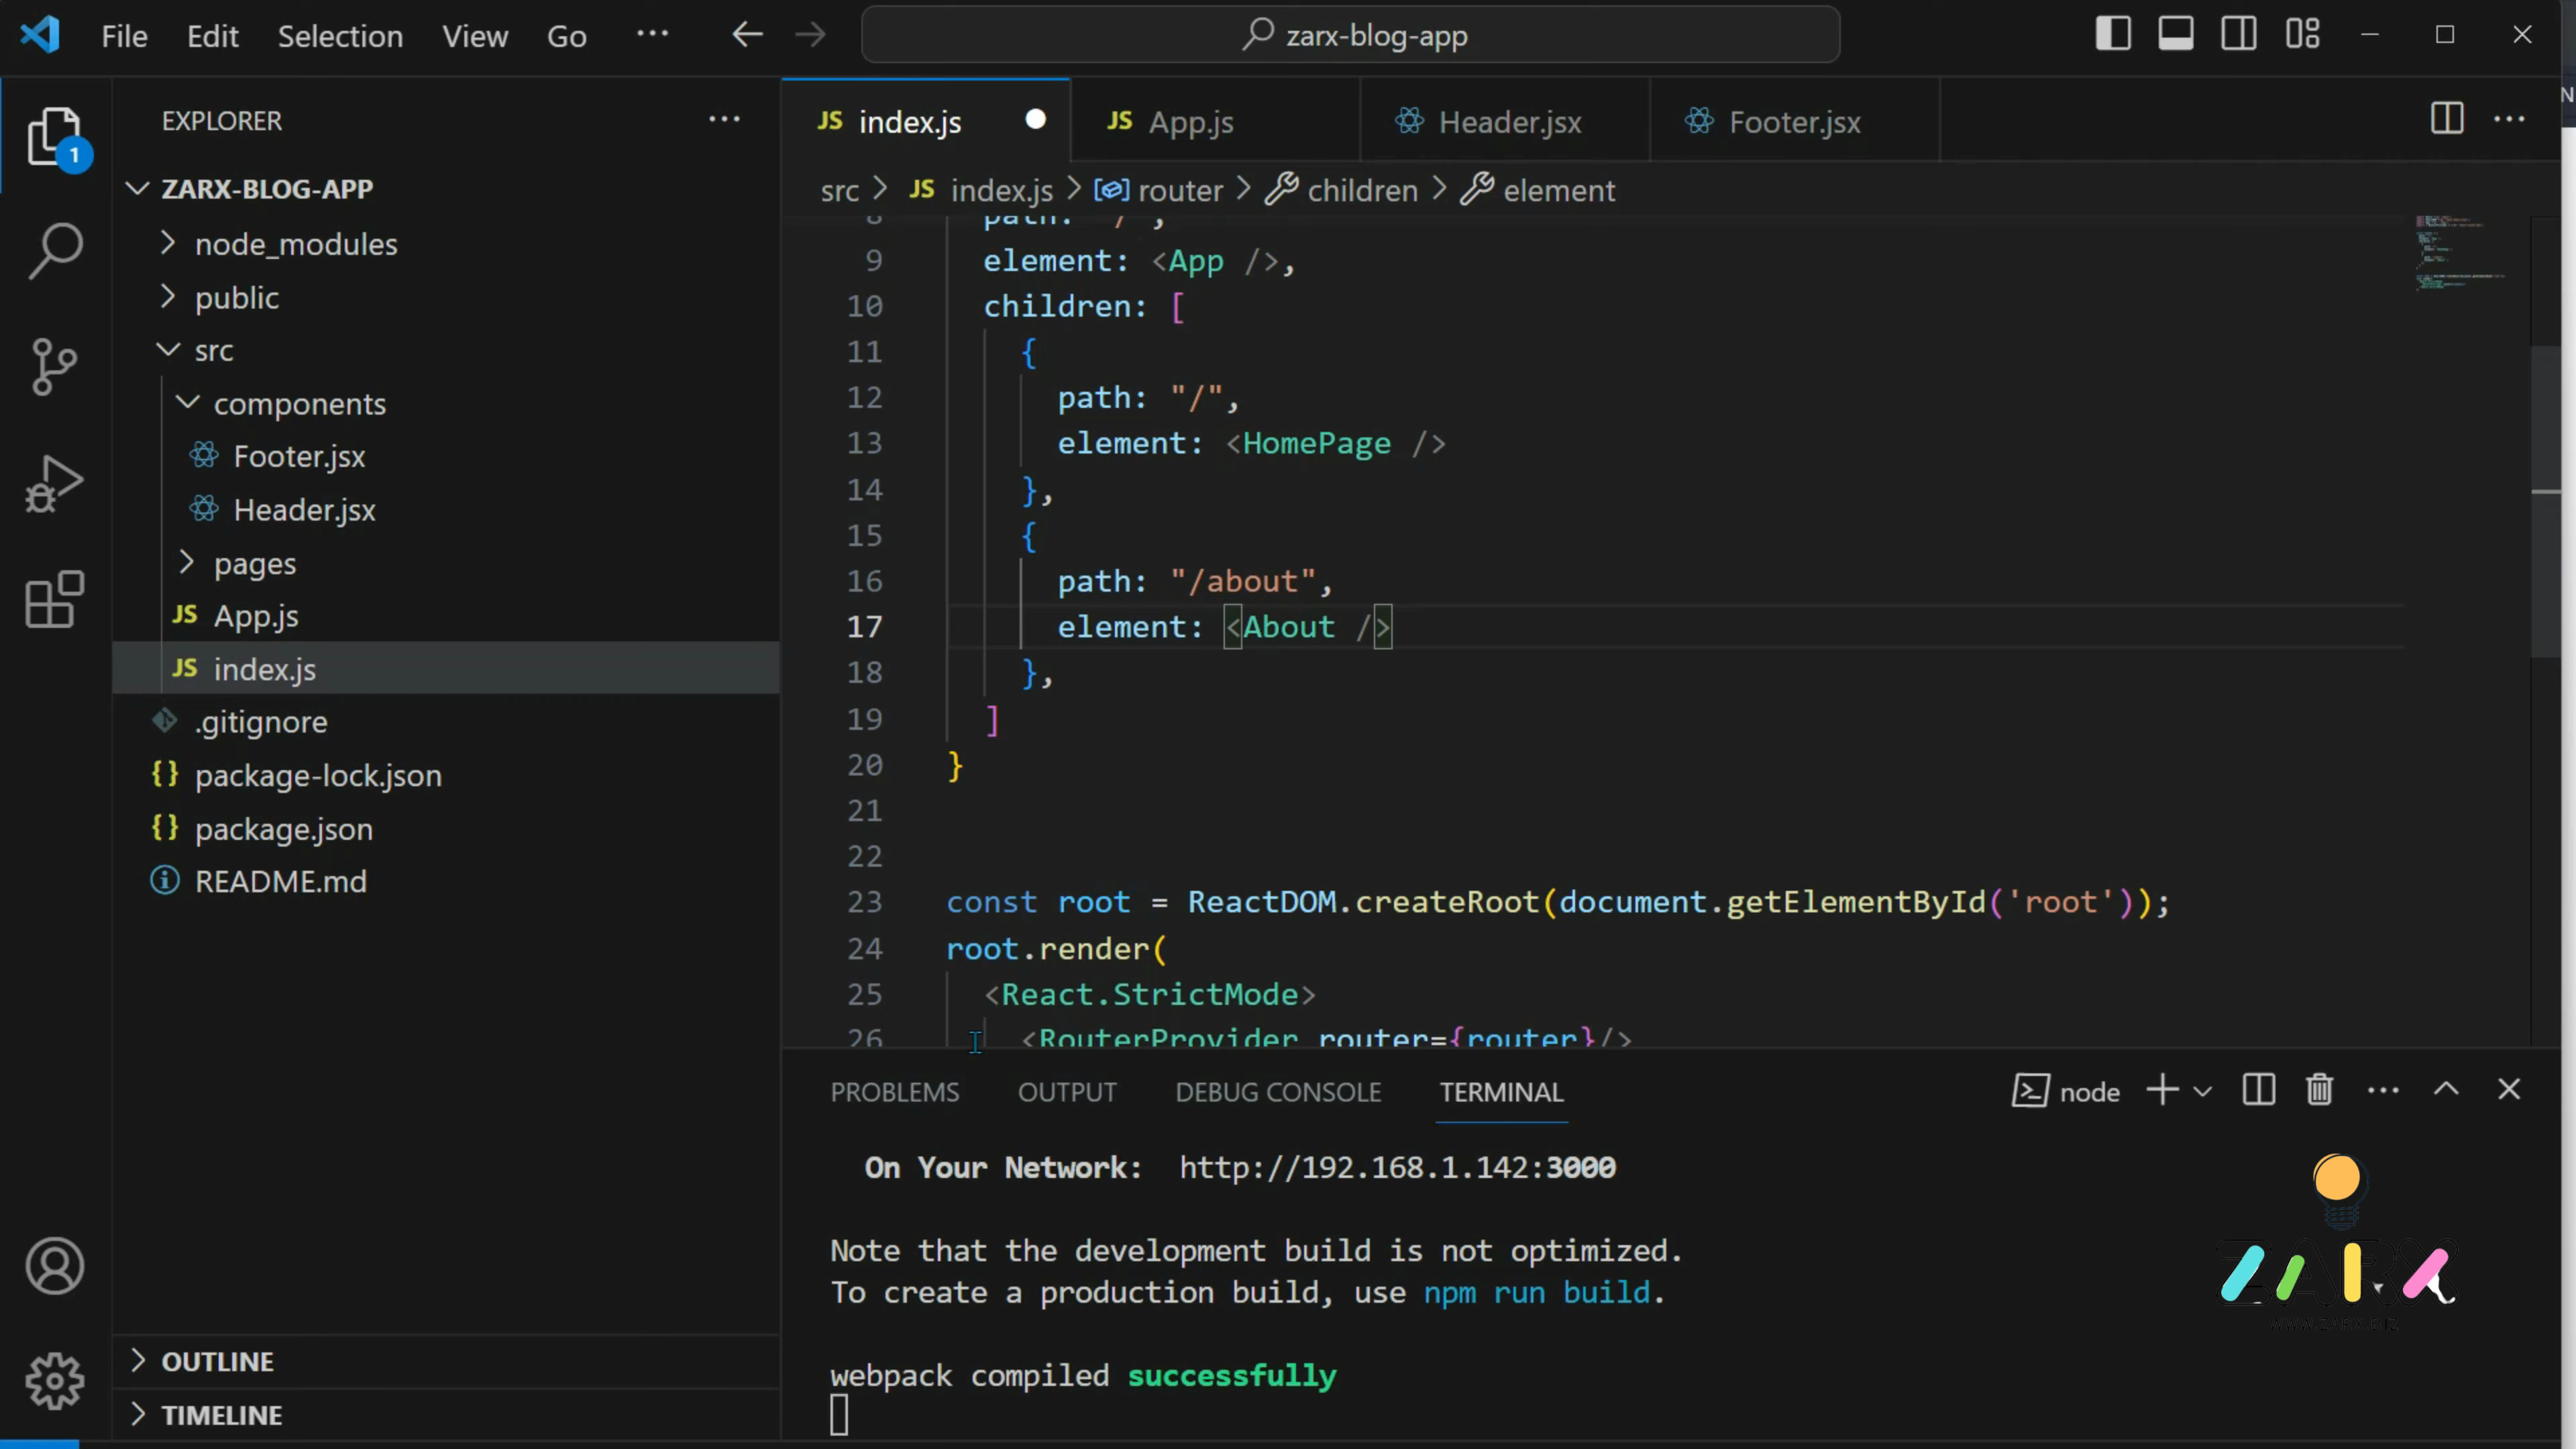 File Edit Selection View Go ··· zarx-blog-app
EXPLORER
1
ZARX-BLOG-APP
node_modules
public
src
components
Footer.jsx
Header.jsx
pages
JS App.js
JS index.js
.gitignore
{} package-lock.json
{} package.json
README.md
OUTLINE
TIMELINE
JS index.js
JS App.js
Header.jsx
Footer.jsx
src > JS index.js > router > children > element
8 path: "/",
9 element: <App />,
10 children: [
11 {
12 path: "/",
13 element: <HomePage />
14 },
15 {
16 path: "/about",
17 element: <About />
18 },
19 ]
20 }
21
22
23 const root = ReactDOM.createRoot(document.getElementById('root'));
24 root.render(
25 <React.StrictMode>
26 <RouterProvider router={router}/>
PROBLEMS OUTPUT DEBUG CONSOLE TERMINAL
node
On Your Network: http://192.168.1.142:3000
Note that the development build is not optimized.
To create a production build, use npm run build.
webpack compiled successfully
ZARX
N